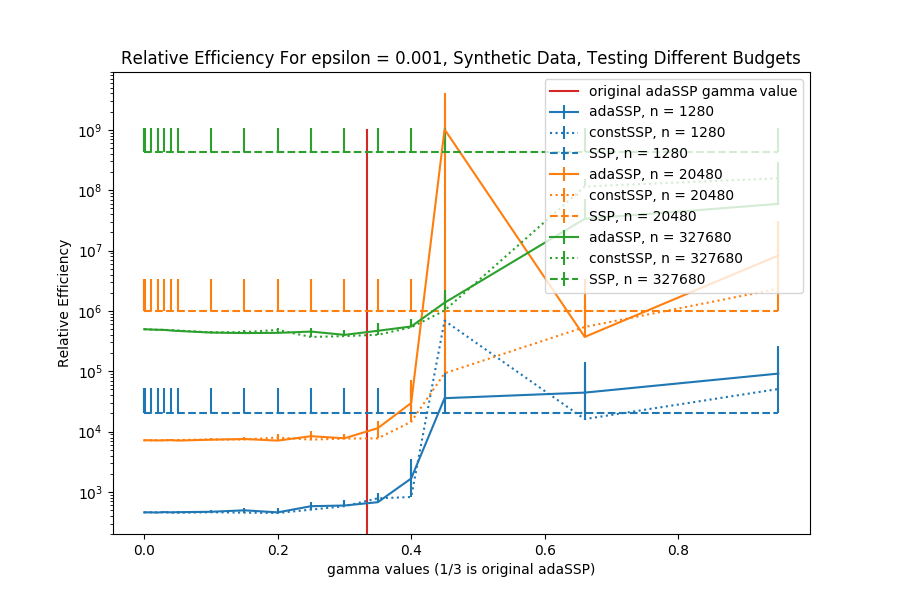 Relative Efficiency For epsilon = 0.001, Synthetic Data, Testing Different Budgets
original adaSSP gamma value
adaSSP, n = 1280
constSSP, n = 1280
SSP, n = 1280
adaSSP, n = 20480
constSSP, n = 20480
SSP, n = 20480
adaSSP, n = 327680
constSSP, n = 327680
SSP, n = 327680
Relative Efficiency
10⁹
10⁸
10⁷
10⁶
10⁵
10⁴
10³
0.0 0.2 0.4 0.6 0.8
gamma values (1/3 is original adaSSP)